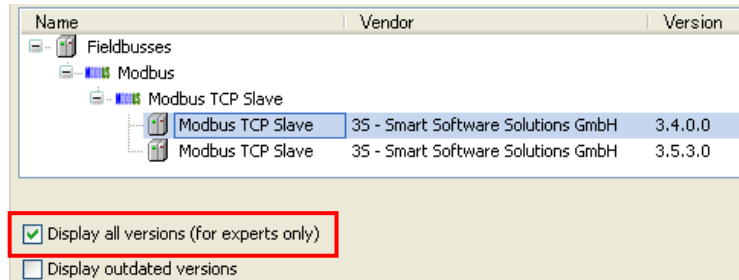 Name Vendor Version
Fieldbusses
MODBUS Modbus
MODBUS Modbus TCP Slave
Modbus TCP Slave 3S - Smart Software Solutions GmbH 3.4.0.0
Modbus TCP Slave 3S - Smart Software Solutions GmbH 3.5.3.0
Display all versions (for experts only)
Display outdated versions